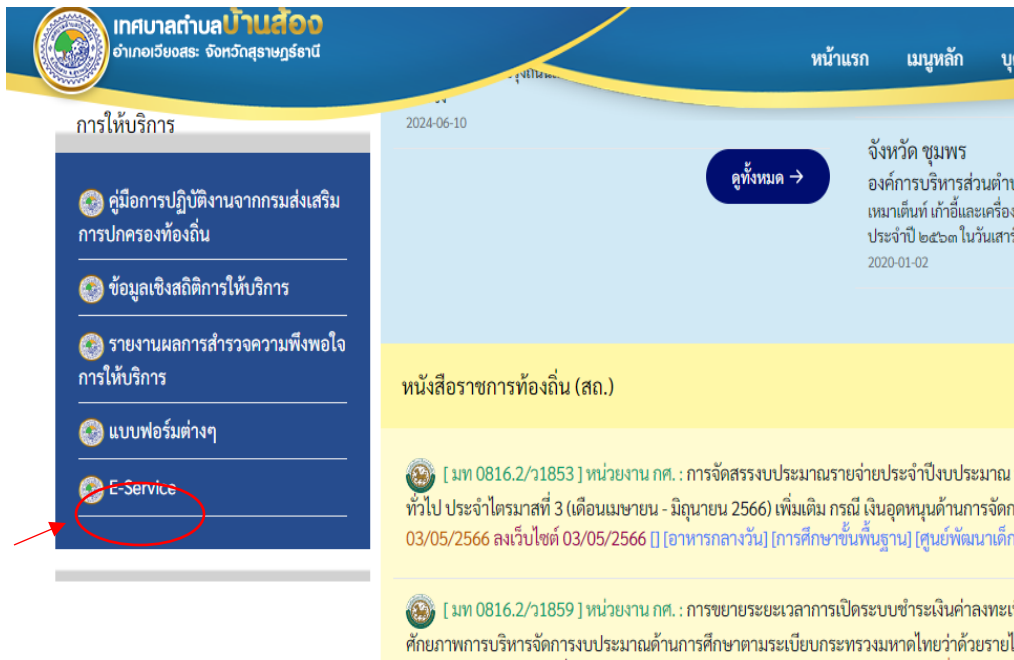 เทศบาลตำบลบ้านส้อง
อำเภอเวียงสระ จังหวัดสุราษฎร์ธานี
หน้าแรก เมนูหลัก
การให้บริการ
คู่มือการปฏิบัติงานจากกรมส่งเสริม
การปกครองท้องถิ่น
ข้อมูลเชิงสถิติการให้บริการ
รายงานผลการสำรวจความพึงพอใจ
การให้บริการ
แบบฟอร์มต่างๆ
E-Service
2024-06-10
ดูทั้งหมด →
จังหวัด ชุมพร
องค์การบริหารส่วนตำบ
เหมาเต็นท์ เก้าอี้และเครื่อง
ประจำปี ๒๕๖๓ ในวันเสาร์
2020-01-02
หนังสือราชการท้องถิ่น (สถ.)
[ มท 0816.2/ว1853 ] หน่วยงาน กศ. : การจัดสรรงบประมาณรายจ่ายประจำปีงบประมาณ
ทั่วไป ประจำไตรมาสที่ 3 (เดือนเมษายน - มิถุนายน 2566) เพิ่มเติม กรณี เงินอุดหนุนด้านการจัดก
03/05/2566 ลงเว็บไซต์ 03/05/2566 [] [อาหารกลางวัน] [การศึกษาขั้นพื้นฐาน] [ศูนย์พัฒนาเด็ก
[ มท 0816.2/ว1859 ] หน่วยงาน กศ. : การขยายระยะเวลาการเปิดระบบชำระเงินค่าลงทะเบ
ศักยภาพการบริหารจัดการงบประมาณด้านการศึกษาตามระเบียบกระทรวงมหาดไทยว่าด้วยรายไ